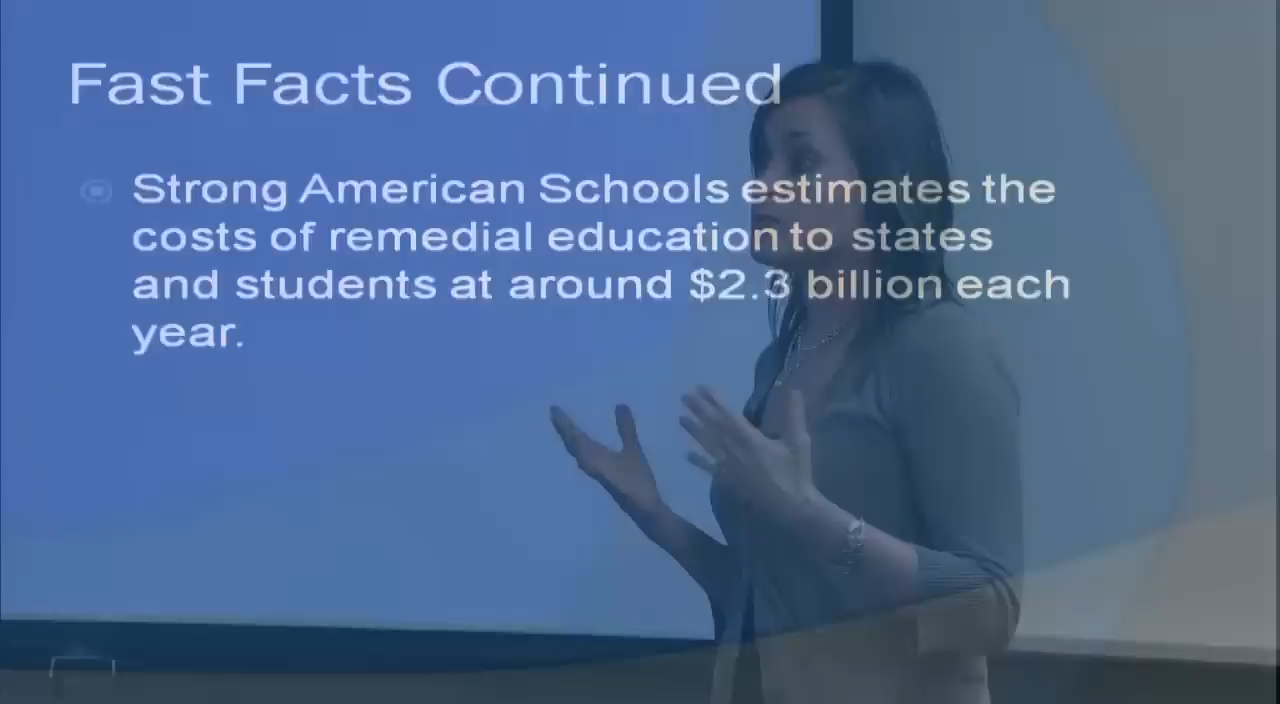 Fast Facts Continued
Strong American Schools estimates the
costs of remedial education to states
and students at around $2.3 billion each
year.